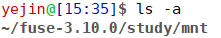 yejin@[15:35]$ ls -a
~/fuse-3.10.0/study/mnt